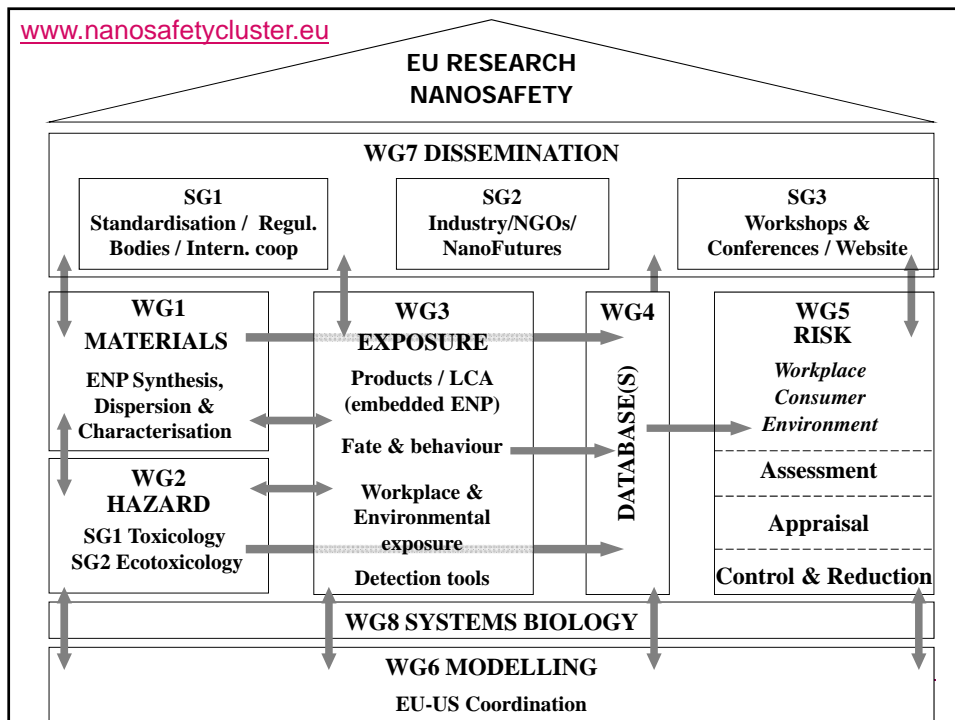 www.nanosafetycluster.eu
EU RESEARCH
NANOSAFETY
WG7 DISSEMINATION
SG1
Standardisation / Regul.
Bodies / Intern. coop
SG2
Industry/NGOs/
NanoFutures
SG3
Workshops &
Conferences / Website
WG1
MATERIALS
ENP Synthesis,
Dispersion &
Characterisation
WG2
HAZARD
SG1 Toxicology
SG2 Ecotoxicology
WG3
EXPOSURE
Products / LCA
(embedded ENP)
Fate & behaviour
Workplace &
Environmental
exposure
Detection tools
WG4
DATABASE(S)
WG5
RISK
Workplace
Consumer
Environment
Assessment
Appraisal
Control & Reduction
WG8 SYSTEMS BIOLOGY
WG6 MODELLING
EU-US Coordination